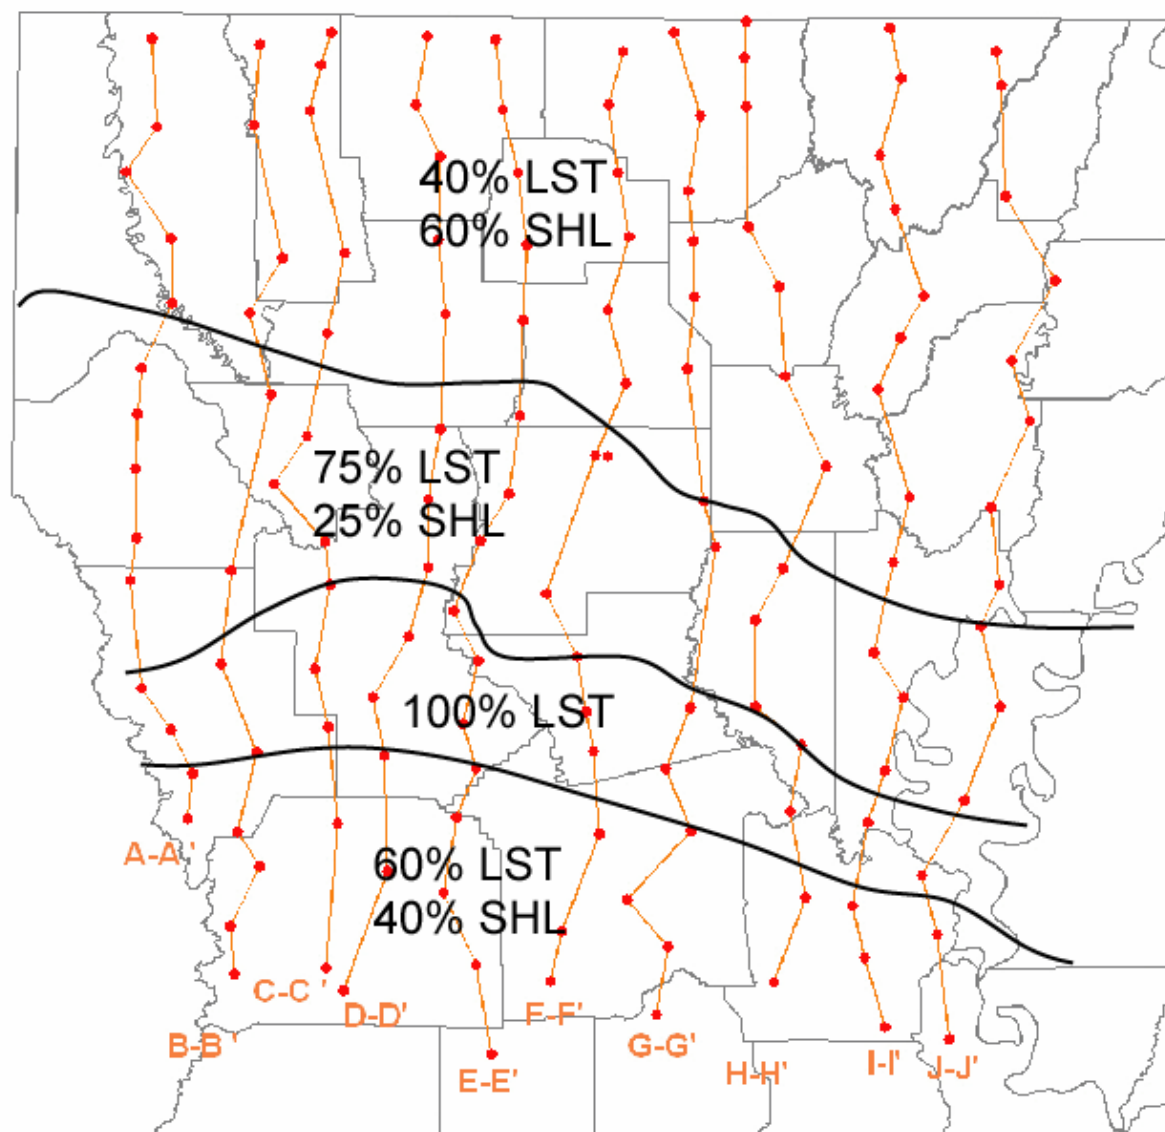 40% LST
60% SHL
75% LST
25% SHL
100% LST
60% LST
40% SHL
A-A'
B-B'
C-C'
D-D'
E-E'
F-F'
G-G'
H-H'
I-I'
J-J'